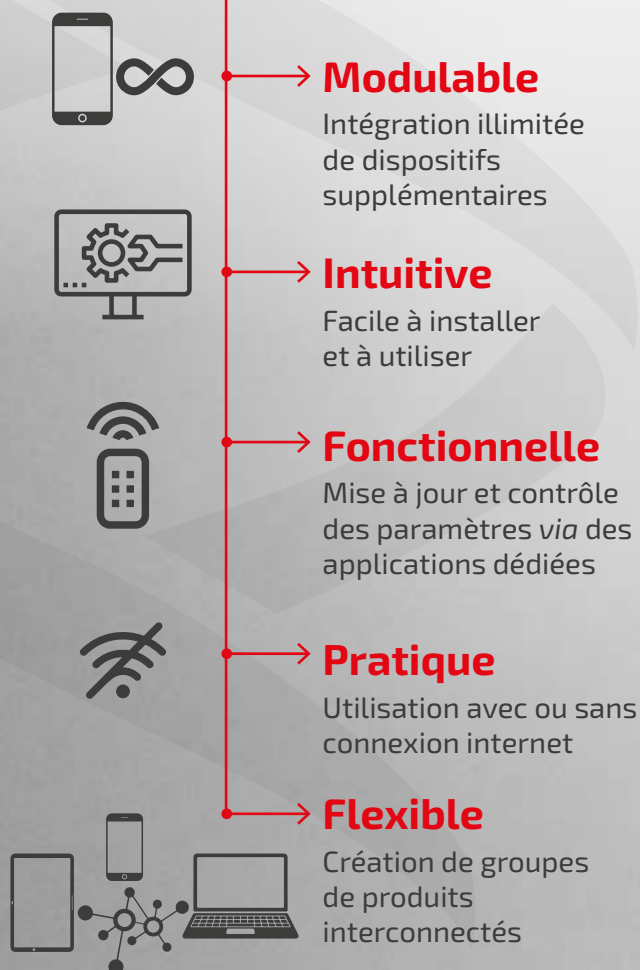 Modulable
Intégration illimitée
de dispositifs
supplémentaires
Intuitive
Facile à installer
et à utiliser
Fonctionnelle
Mise à jour et contrôle
des paramètres via des
applications dédiées
Pratique
Utilisation avec ou sans
connexion internet
Flexible
Création de groupes
de produits
interconnectés